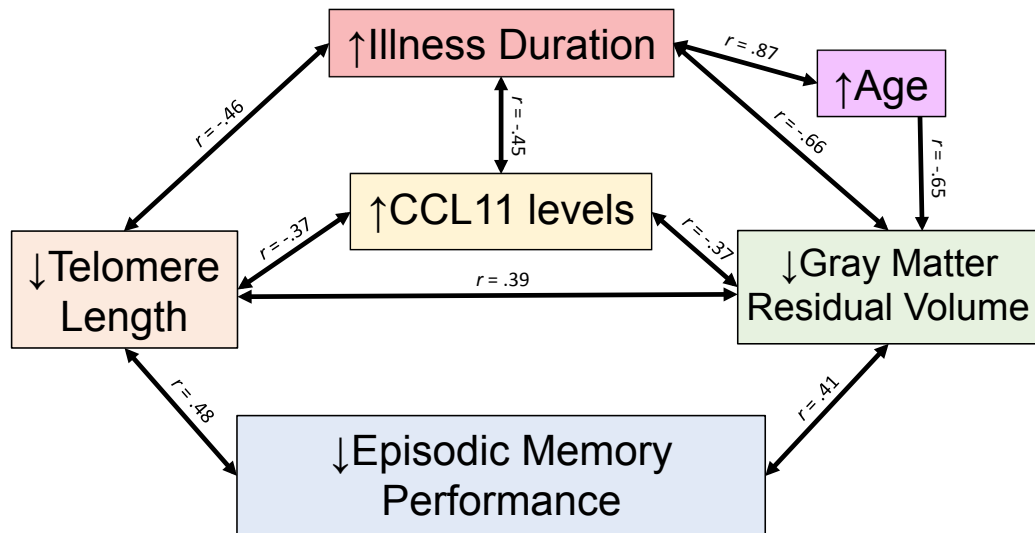 ↑Illness Duration
r = .87
↑Age
r = -.46
r = -.45
r = -.66
r = -.65
↑CCL11 levels
r = -.37
r = -.37
↓Telomere
Length
r = .39
↓Gray Matter
Residual Volume
r = .48
r = .41
↓Episodic Memory
Performance